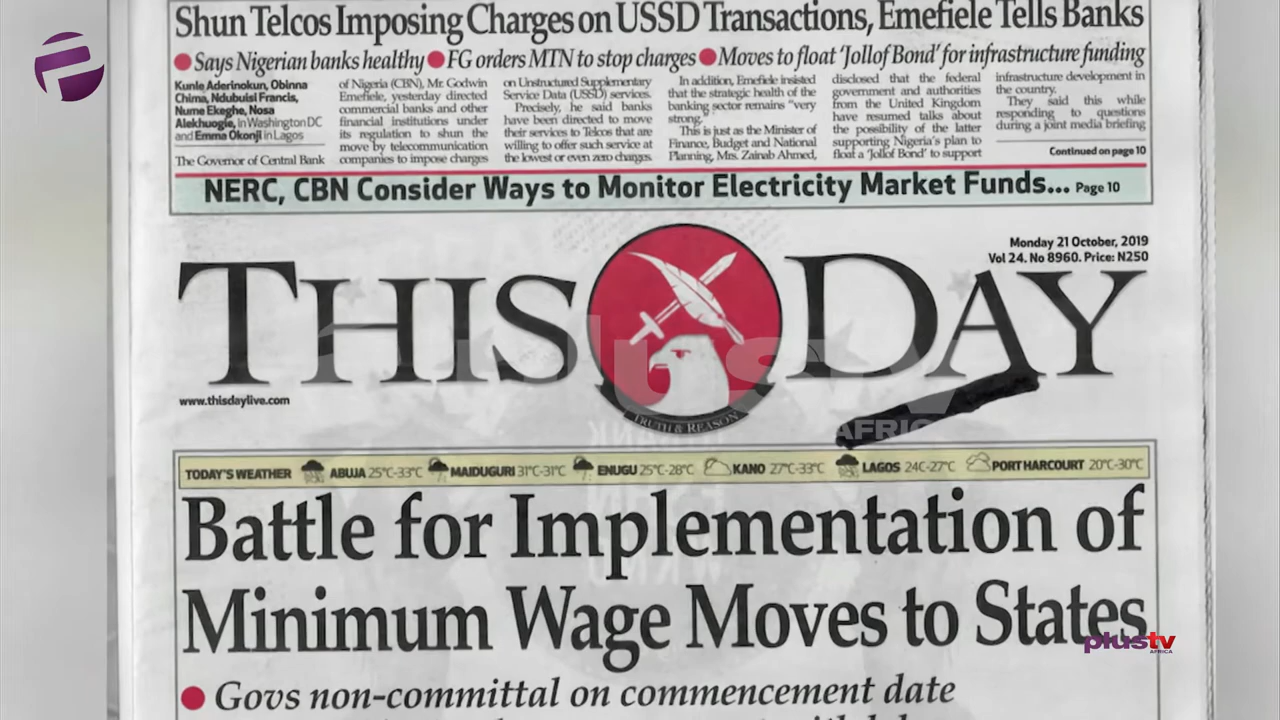 Shun Telcos Imposing Charges on USSD Transactions, Emefiele Tells Banks
Says Nigerian banks healthy ● FG orders MTN to stop charges ● Moves to float 'Jollof Bond' for infrastructure funding
Kunle Aderinokun, Obinna
Chima, Ndubuisi Francis,
Nume Ekeghe, Nosa
Alekhuogie, in Washington DC
and Emma Okonji in Lagos
The Governor of Central Bank
of Nigeria (CBN), Mr. Godwin
Emefiele, yesterday directed
commercial banks and other
financial institutions under
its regulation to shun the
move by telecommunication
companies to impose charges
on Unstructured Supplementary
Service Data (USSD) services.
Precisely, he said banks
have been directed to move
their services to Telcos that are
willing to offer such service at
the lowest or even zero charges.
In addition, Emefiele insisted
that the strategic health of the
banking sector remains "very
strong.
This is just as the Minister of
Finance, Budget and National
Planning, Mrs. Zainab Ahmed,
disclosed that the federal
government and authorities
from the United Kingdom
have resumed talks about
the possibility of the latter
supporting Nigeria's plan to
float a 'Jollof Bond' to support
infrastructure development in
the country.
They said this while
responding to questions
during a joint media briefing
Continued on page 10
NERC, CBN Consider Ways to Monitor Electricity Market Funds... Page 10
Monday 21 October, 2019
Vol 24. No 8960. Price: N250
THISDAY
www.thisdaylive.com
TRUTH & REASON
plustv
AFRICA
TODAY'S WEATHER ABUJA 25°C-33°C MAIDUGURI 31°C-31°C ENUGU 25°C-28°C KANO 27°C-33°C LAGOS 24C-27°C PORT HARCOURT 20°C-30°C
Battle for Implementation of
Minimum Wage Moves to States
plustv
AFRICA
● Govs non-committal on commencement date